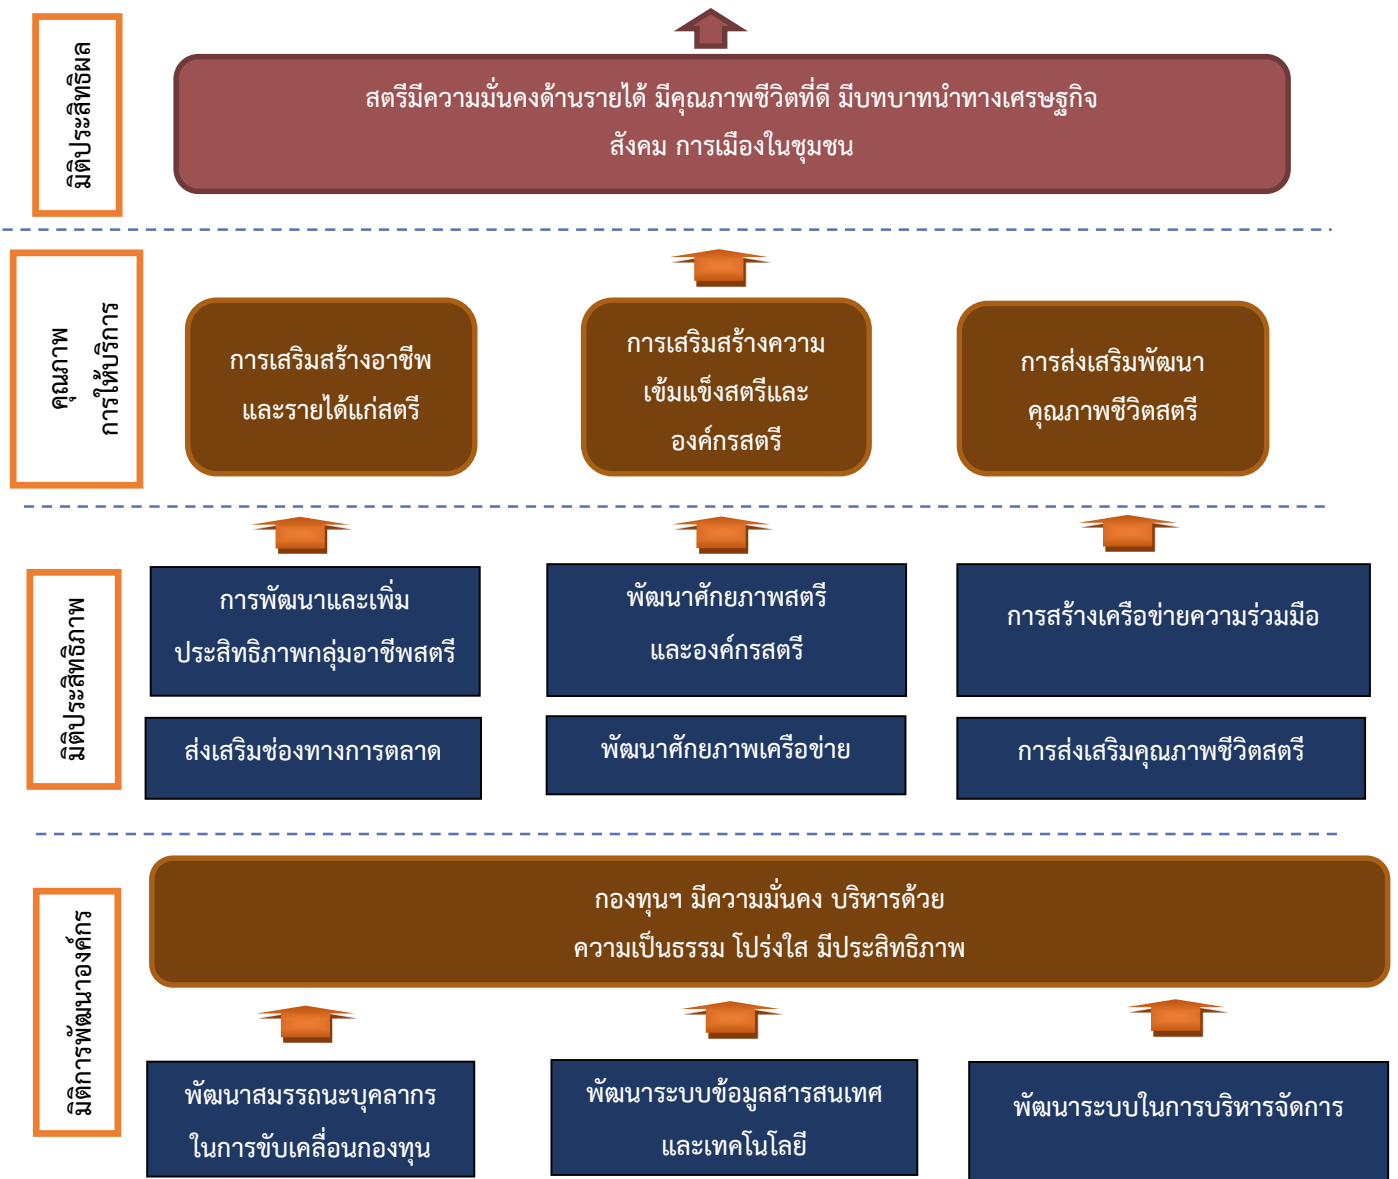 มิติประสิทธิผล
สตรีมีความมั่นคงด้านรายได้ มีคุณภาพชีวิตที่ดี มีบทบาทนำทางเศรษฐกิจ
สังคม การเมืองในชุมชน
คุณภาพ
การให้บริการ
การเสริมสร้างอาชีพ
และรายได้แก่สตรี
การเสริมสร้างความ
เข้มแข็งสตรีและ
องค์กรสตรี
การส่งเสริมพัฒนา
คุณภาพชีวิตสตรี
มิติประสิทธิภาพ
การพัฒนาและเพิ่ม
ประสิทธิภาพกลุ่มอาชีพสตรี
พัฒนาศักยภาพสตรี
และองค์กรสตรี
การสร้างเครือข่ายความร่วมมือ
ส่งเสริมช่องทางการตลาด
พัฒนาศักยภาพเครือข่าย
การส่งเสริมคุณภาพชีวิตสตรี
มิติการพัฒนาองค์กร
กองทุนฯ มีความมั่นคง บริหารด้วย
ความเป็นธรรม โปร่งใส มีประสิทธิภาพ
พัฒนาสมรรถนะบุคลากร
ในการขับเคลื่อนกองทุน
พัฒนาระบบข้อมูลสารสนเทศ
และเทคโนโลยี
พัฒนาระบบในการบริหารจัดการ